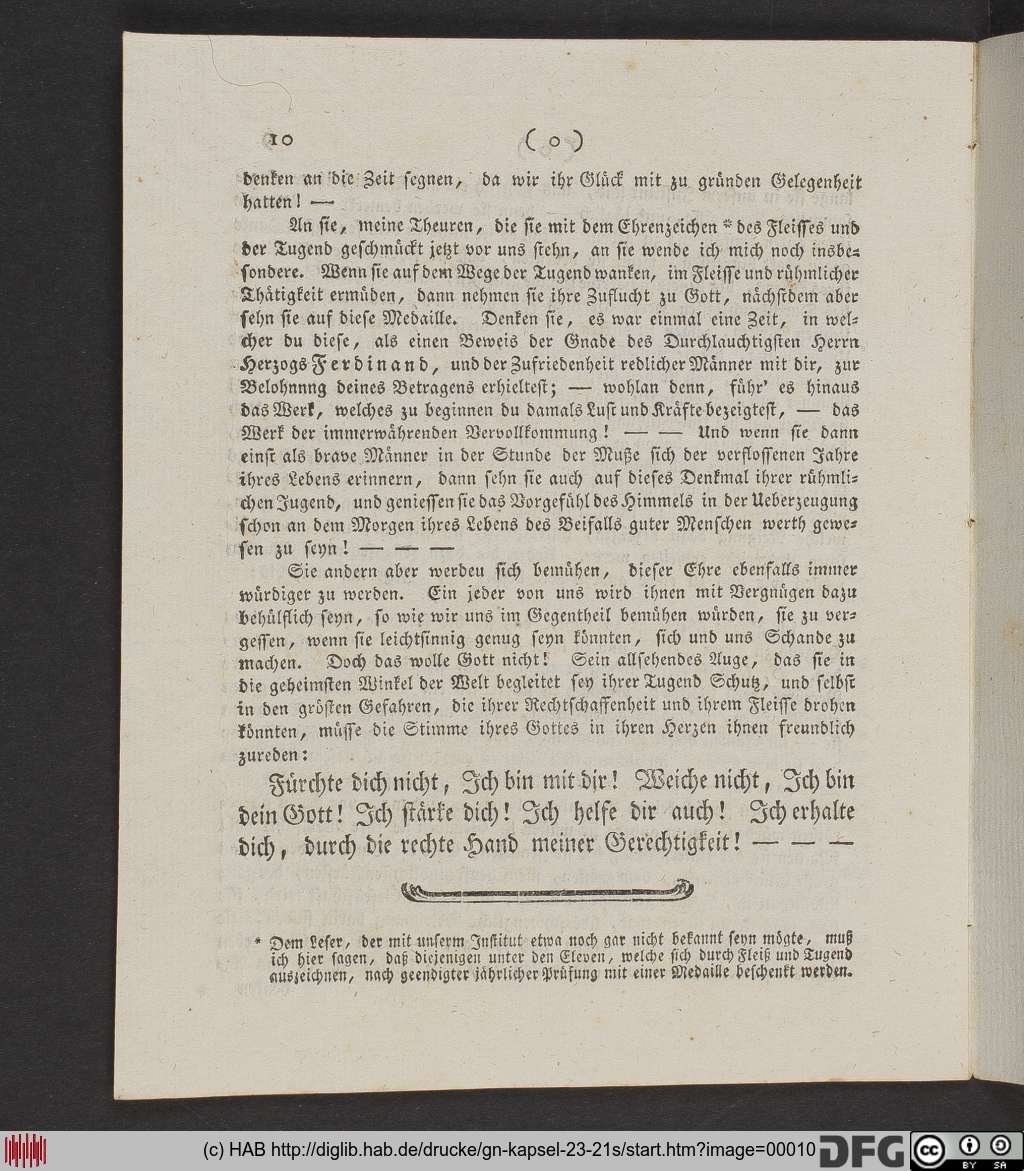 10 ( o )
denken an die Zeit segnen, da wir ihr Glück mit zu gründen Gelegenheit
hatten! —
An sie, meine Theuren, die sie mit dem Ehrenzeichen * des Fleisses und
der Tugend geschmückt jetzt vor uns stehn, an sie wende ich mich noch insbe-
sondere. Wenn sie auf dem Wege der Tugend wanken, im Fleisse und rühmlicher
Thätigkeit ermüden, dann nehmen sie ihre Zuflucht zu Gott, nächstdem aber
sehn sie auf diese Medaille. Denken sie, es war einmal eine Zeit, in wel-
cher du diese, als einen Beweis der Gnade des Durchlauchtigsten Herrn
Herzogs Ferdinand, und der Zufriedenheit redlicher Männer mit dir, zur
Belohnnng deines Betragens erhieltest; — wohlan denn, führ' es hinaus
das Werk, welches zu beginnen du damals Lust und Kräfte bezeigtest, — das
Werk der immerwährenden Vervollkommung! — — Und wenn sie dann
einst als brave Männer in der Stunde der Muße sich der verflossenen Jahre
ihres Lebens erinnern, dann sehn sie auch auf dieses Denkmal ihrer rühmli-
chen Jugend, und geniessen sie das Vorgefühl des Himmels in der Ueberzeugung
schon an dem Morgen ihres Lebens des Beifalls guter Menschen werth gewe-
sen zu seyn! — — —
Sie andern aber werdeu sich bemühen, dieser Ehre ebenfalls immer
würdiger zu werden. Ein jeder von uns wird ihnen mit Vergnügen dazu
behülflich seyn, so wie wir uns im Gegentheil bemühen würden, sie zu ver-
gessen, wenn sie leichtsinnig genug seyn könnten, sich und uns Schande zu
machen. Doch das wolle Gott nicht! Sein allsehendes Auge, das sie in
die geheimsten Winkel der Welt begleitet sey ihrer Tugend Schutz, und selbst
in den grösten Gefahren, die ihrer Rechtschaffenheit und ihrem Fleisse drohen
könnten, müsse die Stimme ihres Gottes in ihren Herzen ihnen freundlich
zureden:
Fürchte dich nicht, Ich bin mit dir! Weiche nicht, Ich bin
dein Gott! Ich stärke dich! Ich helfe dir auch! Ich erhalte
dich, durch die rechte Hand meiner Gerechtigkeit! — — —
* Dem Leser, der mit unserm Institut etwa noch gar nicht bekannt seyn mögte, muß
ich hier sagen, daß diejenigen unter den Eleven, welche sich durch Fleiß und Tugend
auszeichnen, nach geendigter jährlicher Prüfung mit einer Medaille beschenkt werden.
(c) HAB http://diglib.hab.de/drucke/gn-kapsel-23-21s/start.htm?image=00010
DFG
cc
BY SA